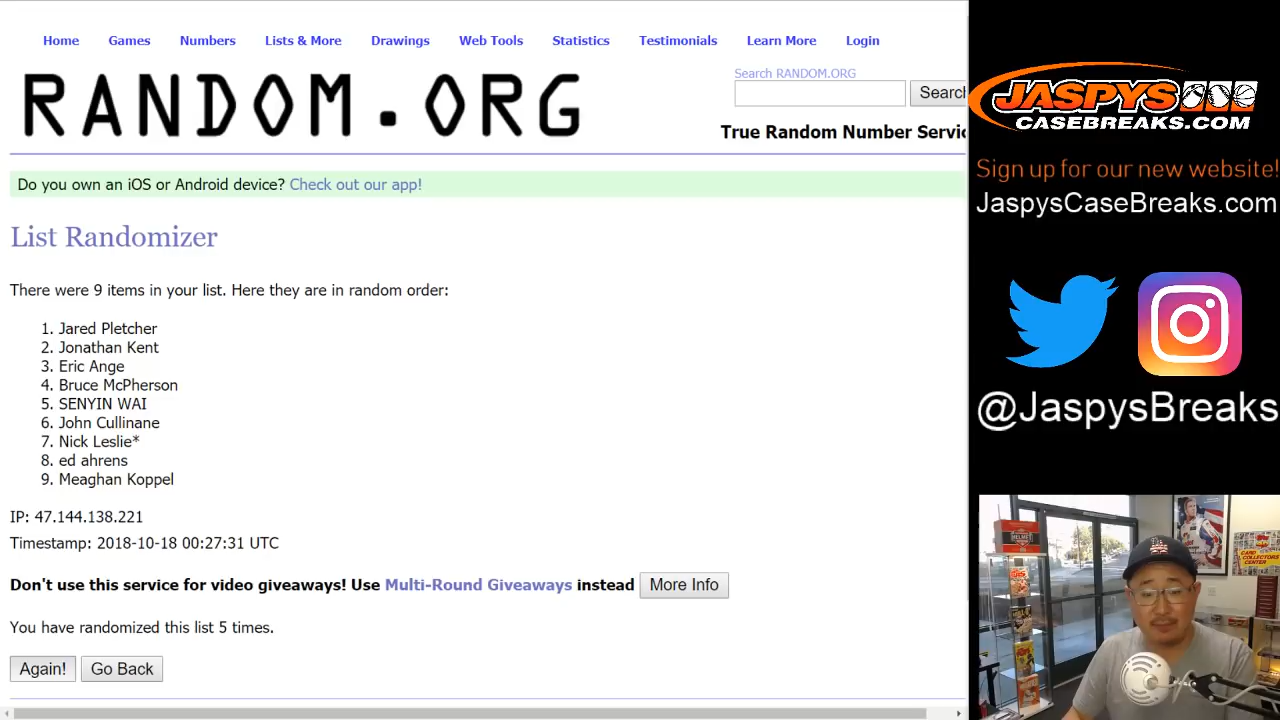 Home Games Numbers Lists & More Drawings Web Tools Statistics Testimonials Learn More Login
RANDOM.ORG
Search RANDOM.ORG
Search
True Random Number Servic
Do you own an iOS or Android device? Check out our app!
List Randomizer
There were 9 items in your list. Here they are in random order:
1. Jared Pletcher
2. Jonathan Kent
3. Eric Ange
4. Bruce McPherson
5. SENYIN WAI
6. John Cullinane
7. Nick Leslie*
8. ed ahrens
9. Meaghan Koppel
IP: 47.144.138.221
Timestamp: 2018-10-18 00:27:31 UTC
Don't use this service for video giveaways! Use Multi-Round Giveaways instead More Info
You have randomized this list 5 times.
Again! Go Back
JASPYS
CASEBREAKS.COM
Sign up for our new website!
JaspysCaseBreaks.com
@JaspysBreaks
HELMET
CARD
COLLECTORS
CENTER